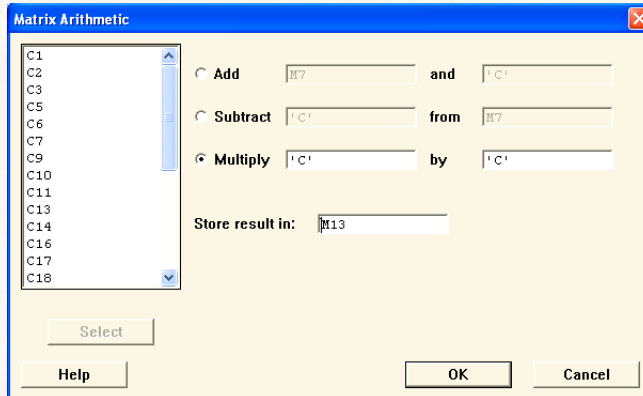 Matrix Arithmetic
C1
C2
C3
C5
C6
C7
C9
C10
C11
C13
C14
C16
C17
C18
Add M7 and 'C'
Subtract 'C' from M7
Multiply 'C' by 'C'
Store result in: M13
Select
Help OK Cancel